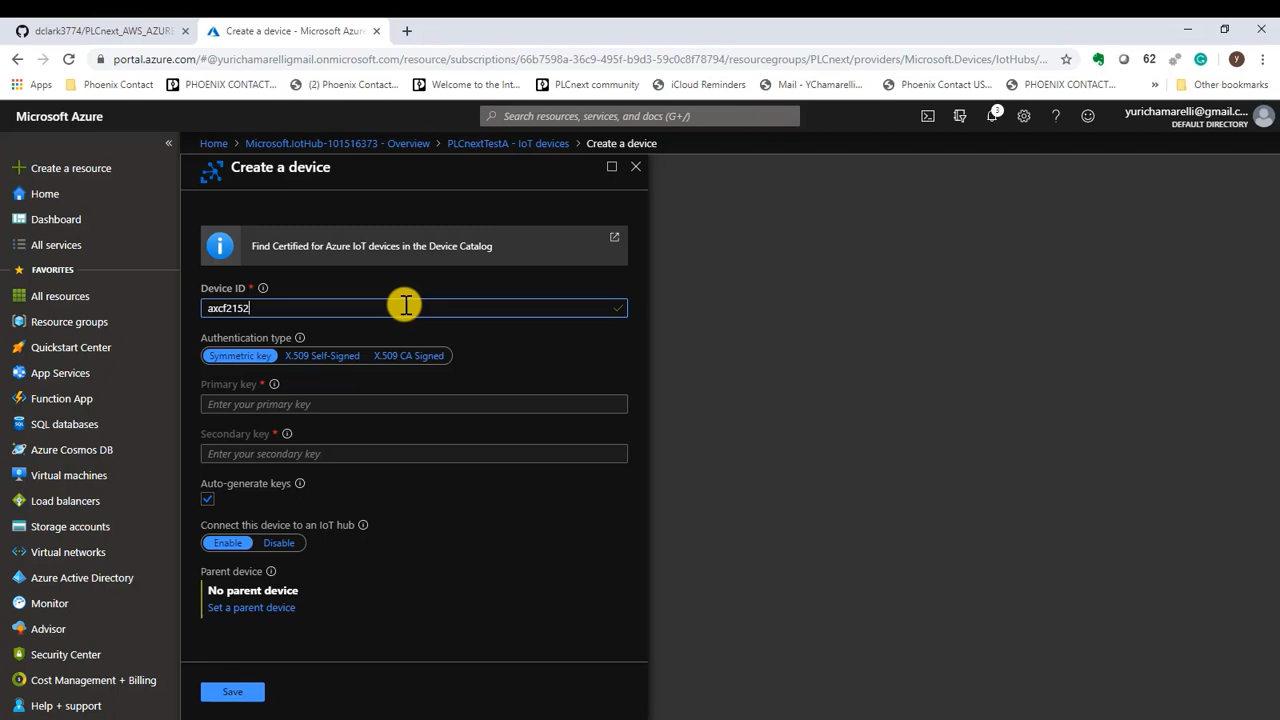 dclark3774/PLCnext_AWS_AZURE
Create a device - Microsoft Azur
portal.azure.com/#@yurichamarelligmail.onmicrosoft.com/resource/subscriptions/66b7598a-36c9-495f-b9d3-59c0c8f78794/resourcegroups/PLCnext/providers/Microsoft.Devices/IotHubs/...
62
y
Apps
Phoenix Contact
PHOENIX CONTACT...
(2) Phoenix Contact...
Welcome to the Int...
PLCnext community
iCloud Reminders
Mail - YChamarelli...
Phoenix Contact US...
PHOENIX CONTACT...
»
Other bookmarks
Microsoft Azure
Search resources, services, and docs (G+/)
3
yurichamarelli@gmail.c...
DEFAULT DIRECTORY
«
Home > Microsoft.IotHub-101516373 - Overview > PLCnextTestA - IoT devices > Create a device
Create a resource
Home
Dashboard
All services
FAVORITES
All resources
Resource groups
Quickstart Center
App Services
Function App
SQL databases
Azure Cosmos DB
Virtual machines
Load balancers
Storage accounts
Virtual networks
Azure Active Directory
Monitor
Advisor
Security Center
Cost Management + Billing
Help + support
Create a device
Find Certified for Azure IoT devices in the Device Catalog
Device ID *
axcf2152
Authentication type
Symmetric key X.509 Self-Signed X.509 CA Signed
Primary key *
Enter your primary key
Secondary key *
Enter your secondary key
Auto-generate keys
Connect this device to an IoT hub
Enable Disable
Parent device
No parent device
Set a parent device
Save